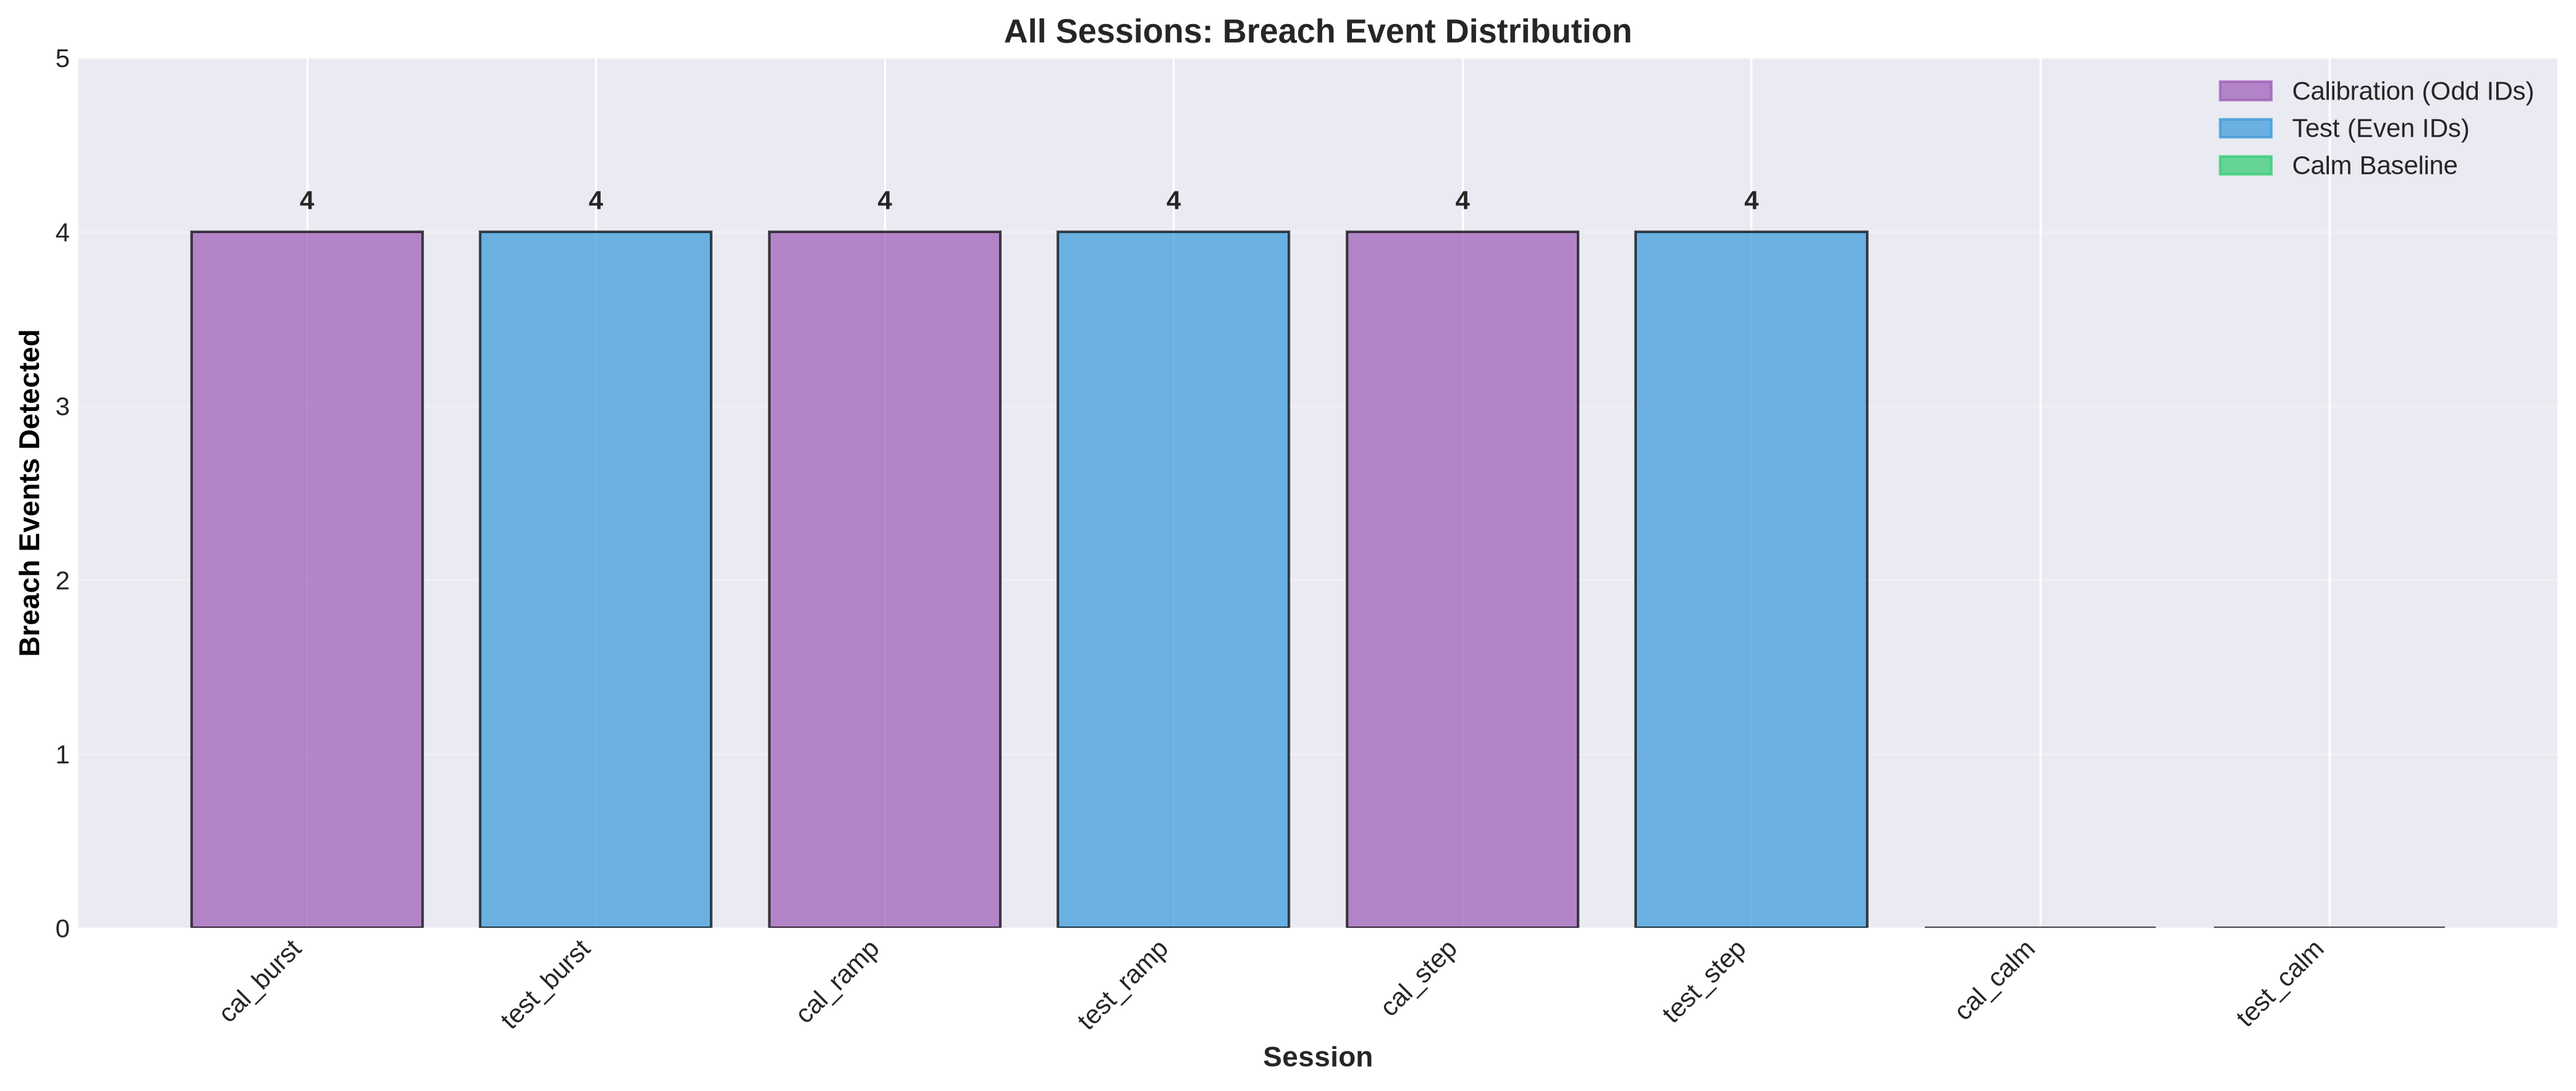 All Sessions: Breach Event Distribution
5
4
3
2
1
0
Breach Events Detected
Calibration (Odd IDs)
Test (Even IDs)
Calm Baseline
4
4
4
4
4
4
cal_burst
test_burst
cal_ramp
test_ramp
cal_step
test_step
cal_calm
test_calm
Session